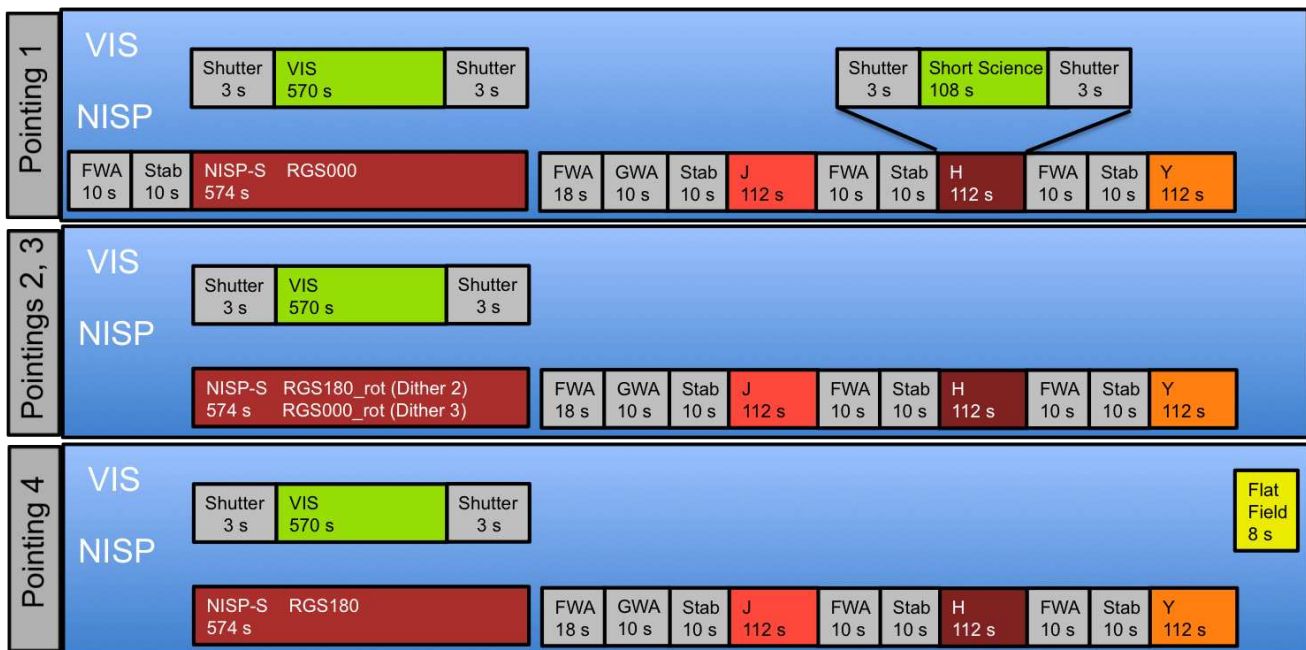 Pointing 1
VIS
Shutter
3 s
VIS
570 s
Shutter
3 s
Shutter
3 s
Short Science
108 s
Shutter
3 s
NISP
FWA
10 s
Stab
10 s
NISP-S RGS000
574 s
FWA
18 s
GWA
10 s
Stab
10 s
J
112 s
FWA
10 s
Stab
10 s
H
112 s
FWA
10 s
Stab
10 s
Y
112 s
Pointings 2, 3
VIS
Shutter
3 s
VIS
570 s
Shutter
3 s
NISP
NISP-S RGS180_rot (Dither 2)
574 s RGS000_rot (Dither 3)
FWA
18 s
GWA
10 s
Stab
10 s
J
112 s
FWA
10 s
Stab
10 s
H
112 s
FWA
10 s
Stab
10 s
Y
112 s
Pointing 4
VIS
Shutter
3 s
VIS
570 s
Shutter
3 s
Flat
Field
8 s
NISP
NISP-S RGS180
574 s
FWA
18 s
GWA
10 s
Stab
10 s
J
112 s
FWA
10 s
Stab
10 s
H
112 s
FWA
10 s
Stab
10 s
Y
112 s